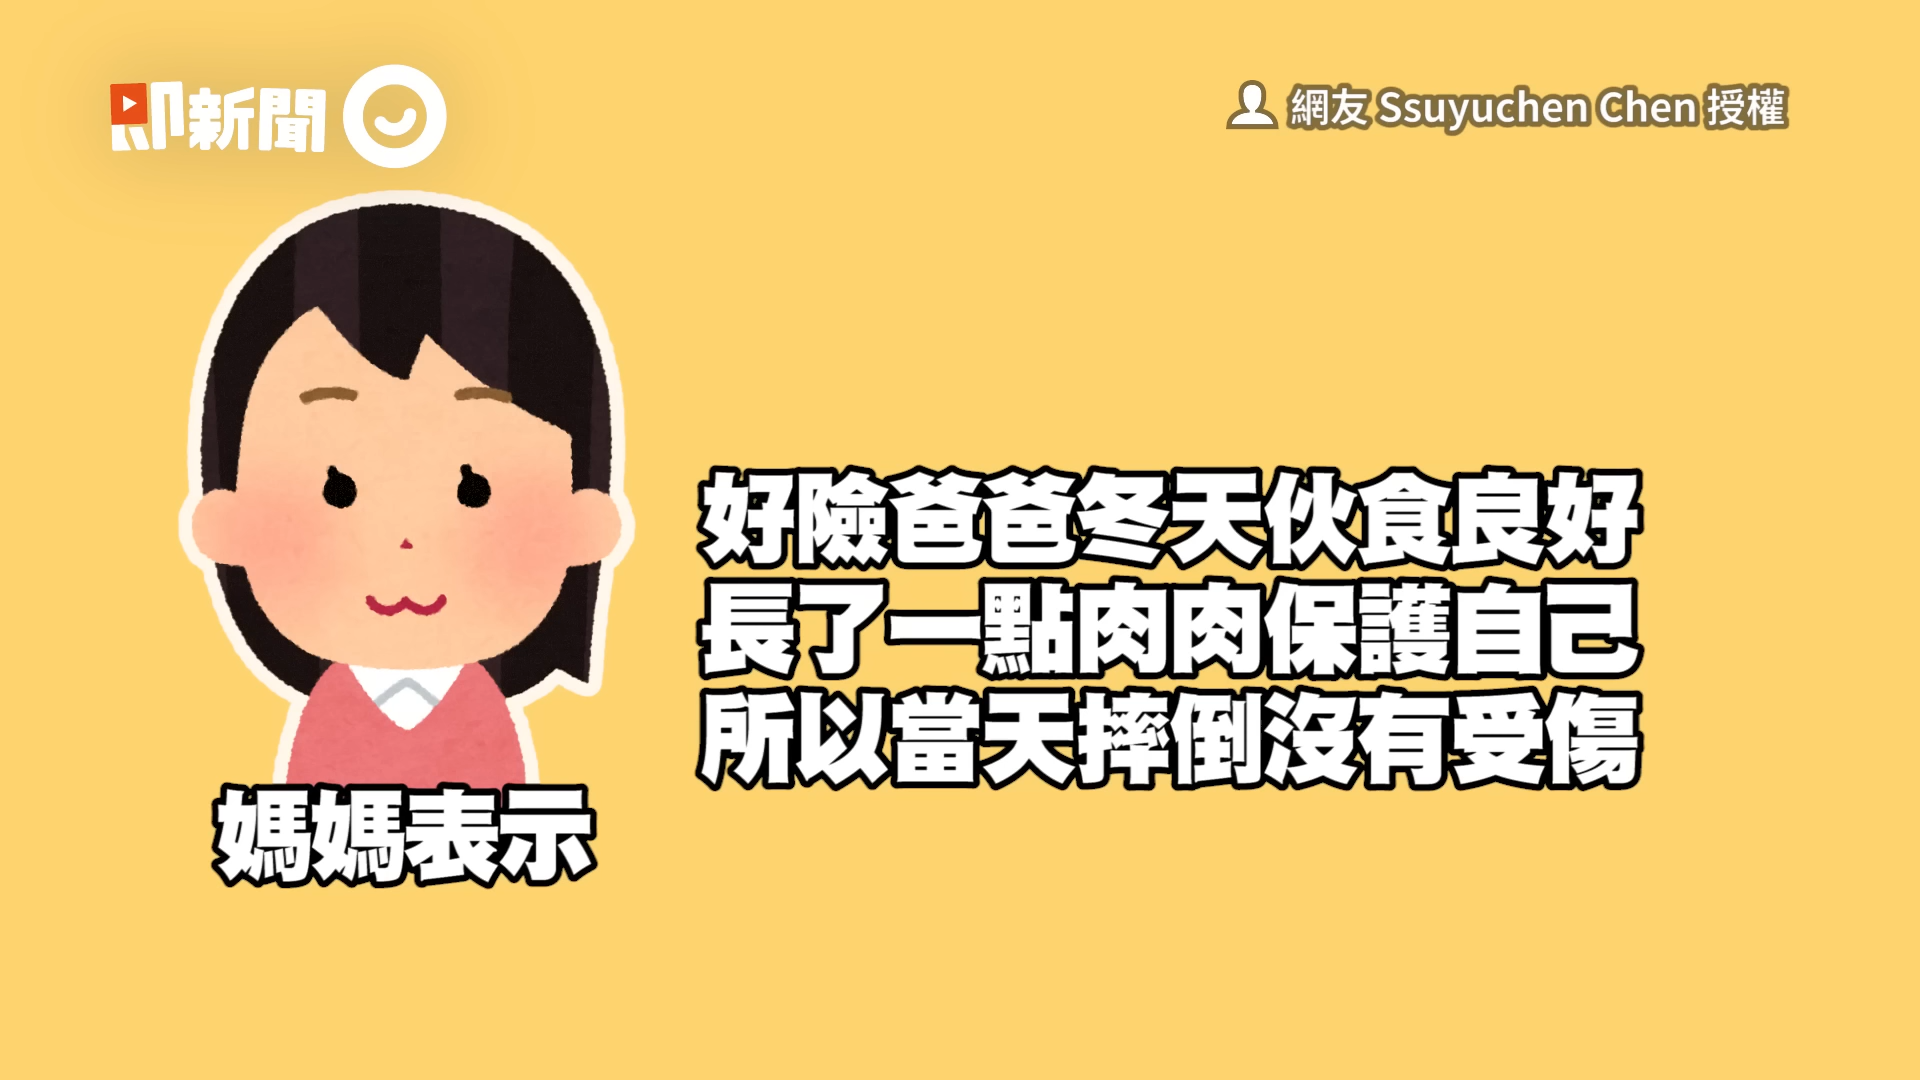 即新聞
網友 Ssuyuchen Chen 授權
好險爸爸冬天伙食良好
長了一點肉肉保護自己
所以當天摔倒沒有受傷
媽媽表示